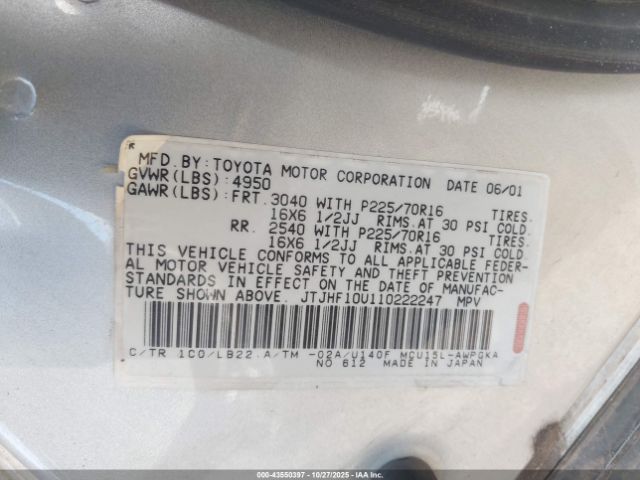 MFD.BY:TOYOTA MOTOR CORPORATION DATE 06/01
GVWR(LBS):4950
GAWR(LBS):FRT.3040 WITH P225/70R16 TIRES.
16X6 1/2JJ RIMS.AT 30 PSI COLD.
RR. 2540 WITH P225/70R16 TIRES.
16X6 1/2JJ RIMS.AT 30 PSI COLD.
THIS VEHICLE CONFORMS TO ALL APPLICABLE FEDER-
AL MOTOR VEHICLE SAFETY AND THEFT PREVENTION
STANDARDS IN EFFECT ON THE DATE OF MANUFAC-
TURE SHOWN ABOVE. JTJHF10U110222247 MPV
C/TR 1C0/LB22.A/TM -02A/U140F MCU15L-AWPGKA
NO 612 MADE IN JAPAN
000-43550397 - 10/27/2025 - IAAI.COM